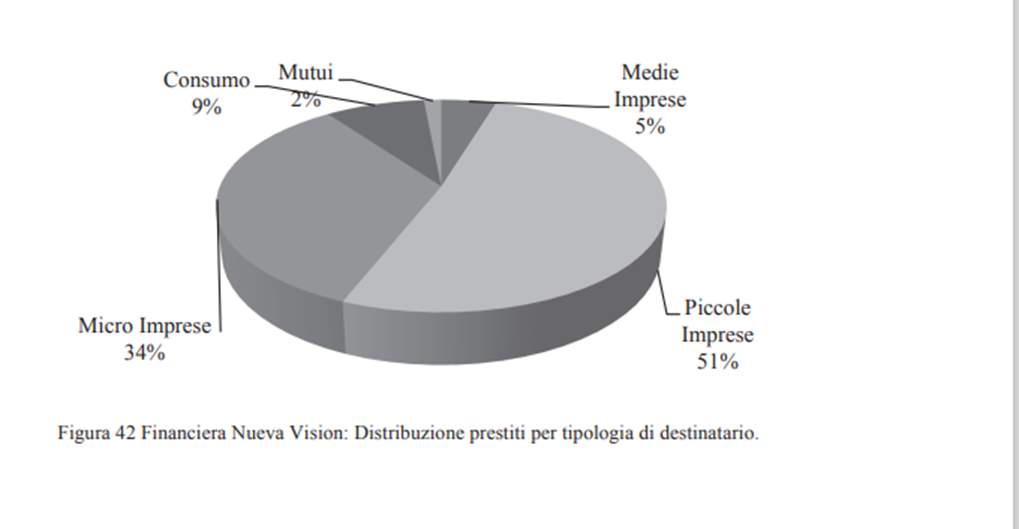 Consumo
9%
Mutui
2%
Medie
Imprese
5%
Micro Imprese
34%
Piccole
Imprese
51%
Figura 42 Financiera Nueva Vision: Distribuzione prestiti per tipologia di destinatario.